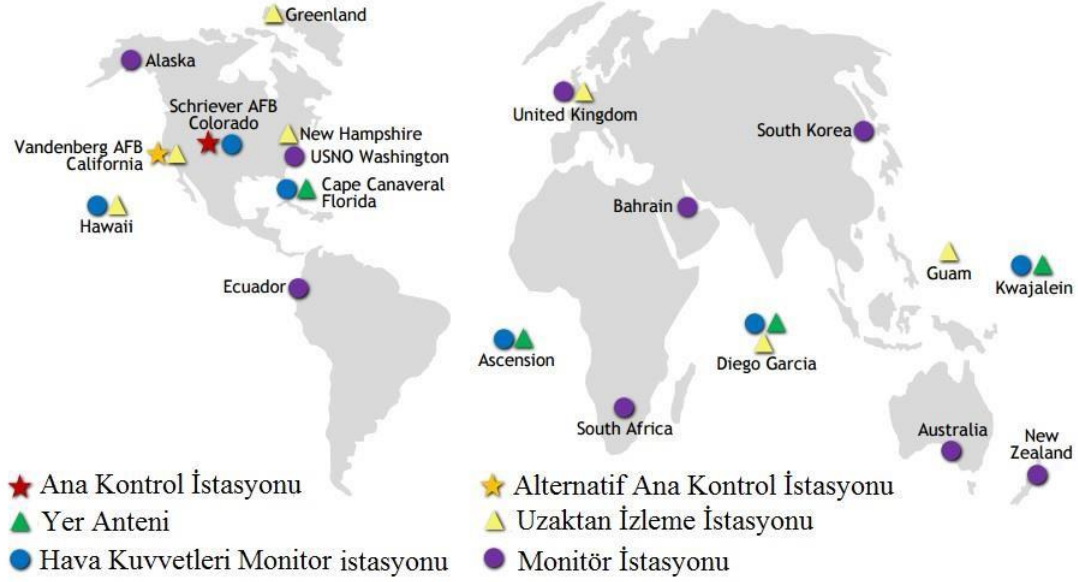 Greenland
Alaska
Schriever AFB
Colorado
Vandenberg AFB
California
New Hampshire
USNO Washington
Cape Canaveral
Florida
Hawaii
Ecuador
United Kingdom
South Korea
Bahrain
Guam
Kwajalein
Ascension
Diego Garcia
South Africa
Australia
New
Zealand
Ana Kontrol İstasyonu
Yer Anteni
Hava Kuvvetleri Monitor istasyonu
Alternatif Ana Kontrol İstasyonu
Uzaktan İzleme İstasyonu
Monitör İstasyonu